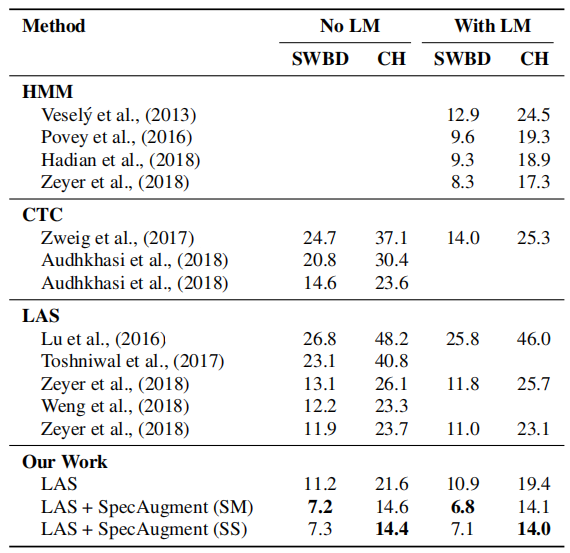 Method No LM With LM
SWBD CH SWBD CH
HMM
Veselý et al., (2013) 12.9 24.5
Povey et al., (2016) 9.6 19.3
Hadian et al., (2018) 9.3 18.9
Zeyer et al., (2018) 8.3 17.3
CTC
Zweig et al., (2017) 24.7 37.1 14.0 25.3
Audhkhasi et al., (2018) 20.8 30.4
Audhkhasi et al., (2018) 14.6 23.6
LAS
Lu et al., (2016) 26.8 48.2 25.8 46.0
Toshniwal et al., (2017) 23.1 40.8
Zeyer et al., (2018) 13.1 26.1 11.8 25.7
Weng et al., (2018) 12.2 23.3
Zeyer et al., (2018) 11.9 23.7 11.0 23.1
Our Work
LAS 11.2 21.6 10.9 19.4
LAS + SpecAugment (SM) 7.2 14.6 6.8 14.1
LAS + SpecAugment (SS) 7.3 14.4 7.1 14.0